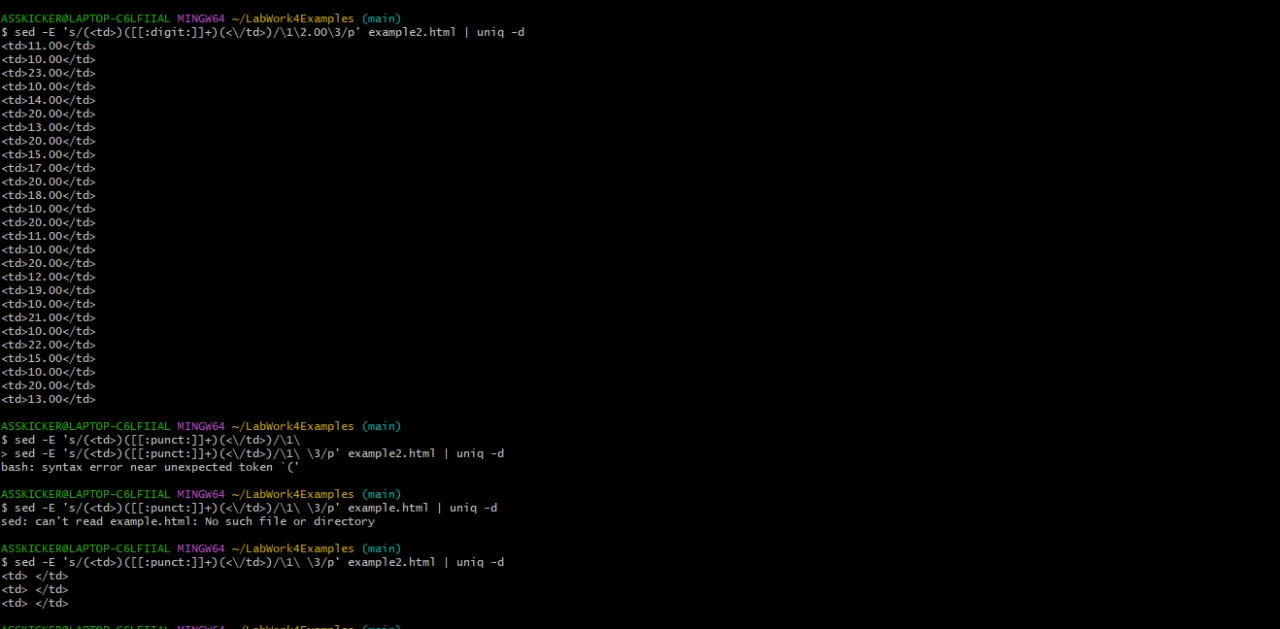 ASSKICKER@LAPTOP-C6LFIIAL MINGW64 ~/LabWork4Examples (main)
$ sed -E 's/(<td>)([[:digit:]]+)(<\/td>)/\1\2.00\3/p' example2.html | uniq -d
<td>11.00</td>
<td>10.00</td>
<td>23.00</td>
<td>10.00</td>
<td>14.00</td>
<td>20.00</td>
<td>13.00</td>
<td>20.00</td>
<td>15.00</td>
<td>17.00</td>
<td>20.00</td>
<td>18.00</td>
<td>10.00</td>
<td>20.00</td>
<td>11.00</td>
<td>10.00</td>
<td>20.00</td>
<td>12.00</td>
<td>19.00</td>
<td>10.00</td>
<td>21.00</td>
<td>10.00</td>
<td>22.00</td>
<td>15.00</td>
<td>10.00</td>
<td>20.00</td>
<td>13.00</td>
ASSKICKER@LAPTOP-C6LFIIAL MINGW64 ~/LabWork4Examples (main)
$ sed -E 's/(<td>)([[:punct:]]+)(<\/td>)/\1\
> sed -E 's/(<td>)([[:punct:]]+)(<\/td>)/\1\ \3/p' example2.html | uniq -d
bash: syntax error near unexpected token `('
ASSKICKER@LAPTOP-C6LFIIAL MINGW64 ~/LabWork4Examples (main)
$ sed -E 's/(<td>)([[:punct:]]+)(<\/td>)/\1\ \3/p' example.html | uniq -d
sed: can't read example.html: No such file or directory
ASSKICKER@LAPTOP-C6LFIIAL MINGW64 ~/LabWork4Examples (main)
$ sed -E 's/(<td>)([[:punct:]]+)(<\/td>)/\1\ \3/p' example2.html | uniq -d
<td> </td>
<td> </td>
<td> </td>
ASSKICKER@LAPTOP-C6LFIIAL MINGW64 ~/LabWork4Examples (main)